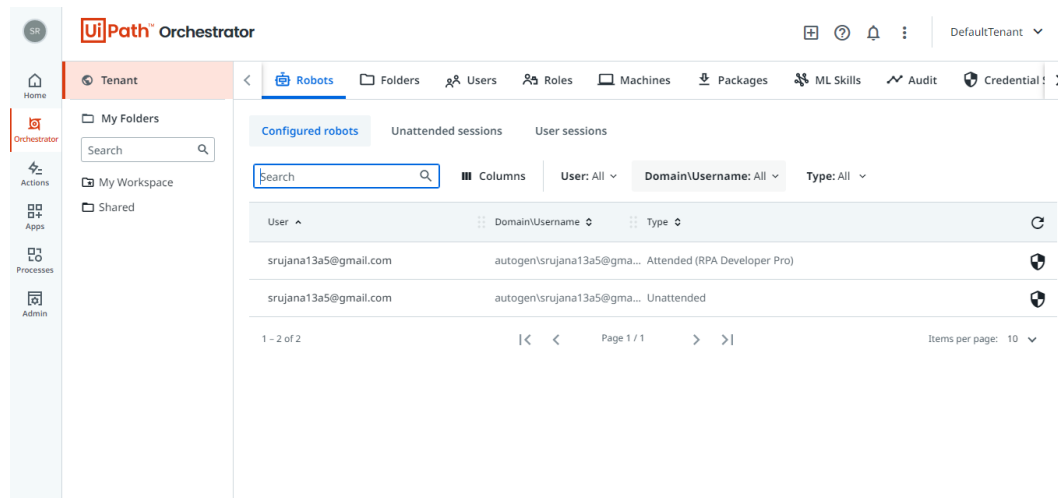 SR
UiPath™ Orchestrator
DefaultTenant
Home
Orchestrator
Actions
Apps
Processes
Admin
Tenant
My Folders
Search
My Workspace
Shared
Robots Folders Users Roles Machines Packages ML Skills Audit Credential
Configured robots Unattended sessions User sessions
Search Columns User: All Domain\Username: All Type: All
User Domain\Username Type
srujana13a5@gmail.com autogen\srujana13a5@gma... Attended (RPA Developer Pro)
srujana13a5@gmail.com autogen\srujana13a5@gma... Unattended
1 – 2 of 2 Page 1 / 1 Items per page: 10